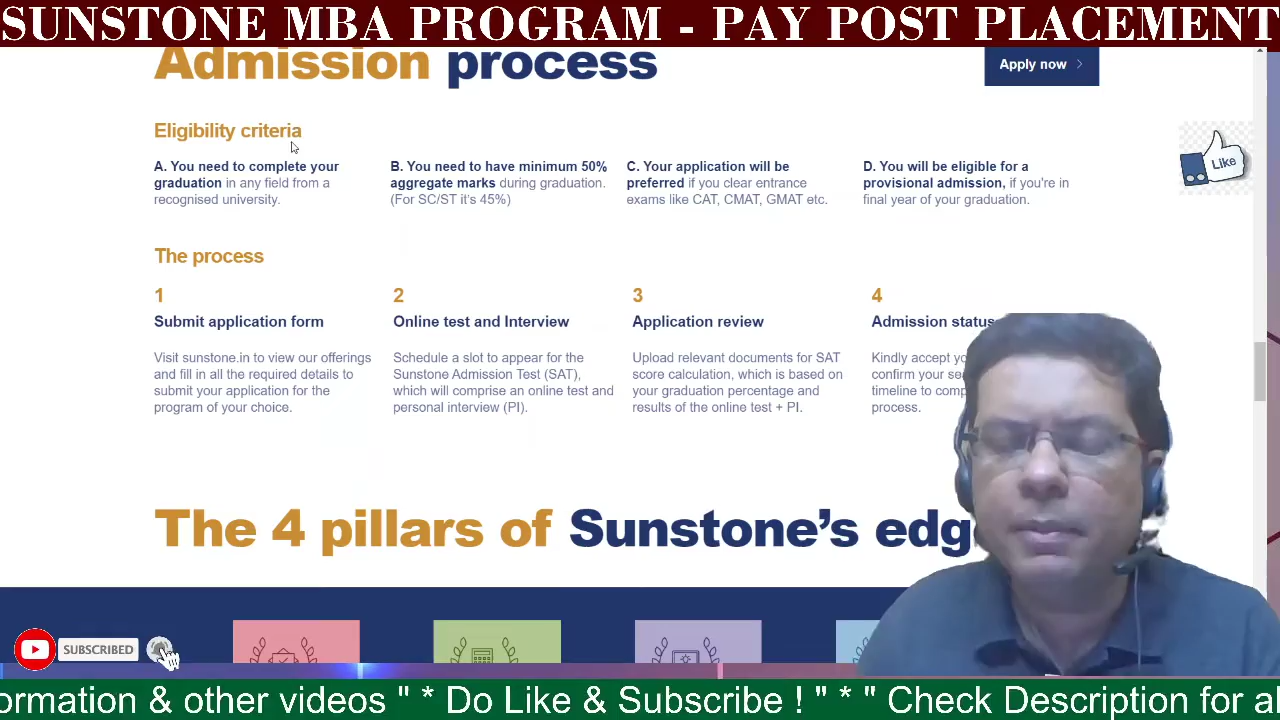 SUNSTONE MBA PROGRAM - PAY POST PLACEMENT
Admission process
Apply now
Eligibility criteria
A. You need to complete your
graduation in any field from a
recognised university.
B. You need to have minimum 50%
aggregate marks during graduation.
(For SC/ST it's 45%)
C. Your application will be
preferred if you clear entrance
exams like CAT, CMAT, GMAT etc.
D. You will be eligible for a
provisional admission, if you're in
final year of your graduation.
Like
The process
1
Submit application form
Visit sunstone.in to view our offerings
and fill in all the required details to
submit your application for the
program of your choice.
2
Online test and Interview
Schedule a slot to appear for the
Sunstone Admission Test (SAT),
which will comprise an online test and
personal interview (PI).
3
Application review
Upload relevant documents for SAT
score calculation, which is based on
your graduation percentage and
results of the online test + PI.
4
Admission status
Kindly accept
confirm your
timeline to
process.
The 4 pillars of Sunstone's
SUBSCRIBED
ormation & other videos " * Do Like & Subscribe ! " * " Check Description for